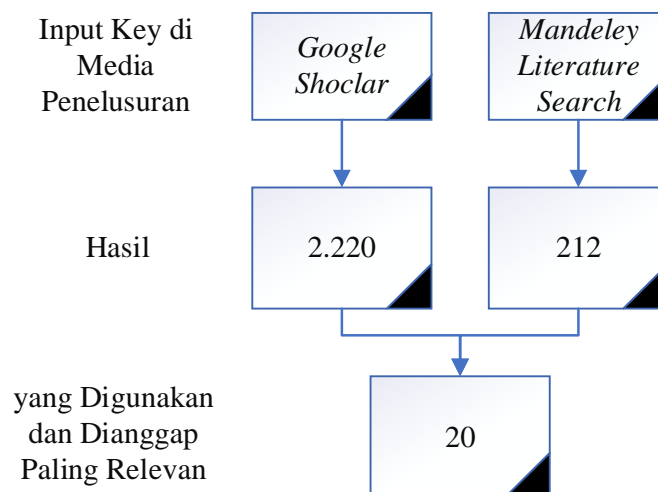 Input Key di
Media
Penelusuran
Google
Shoclar
Mandeley
Literature
Search
Hasil
2.220
212
yang Digunakan
dan Dianggap
Paling Relevan
20